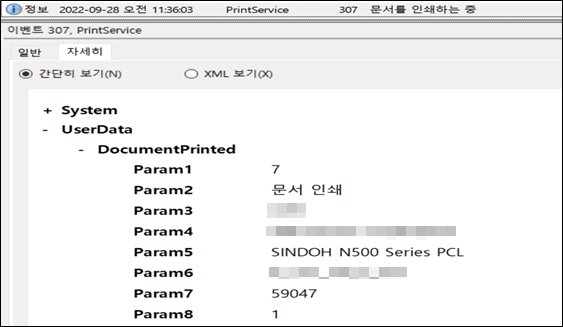 정보 2022-09-28 오전 11:36:03 PrintService 307 문서를 인쇄하는 중
이벤트 307, PrintService
일반 자세히
간단히 보기(N) XML 보기(X)
+ System
- UserData
- DocumentPrinted
Param1 7
Param2 문서 인쇄
Param3
Param4
Param5 SINDOH N500 Series PCL
Param6
Param7 59047
Param8 1